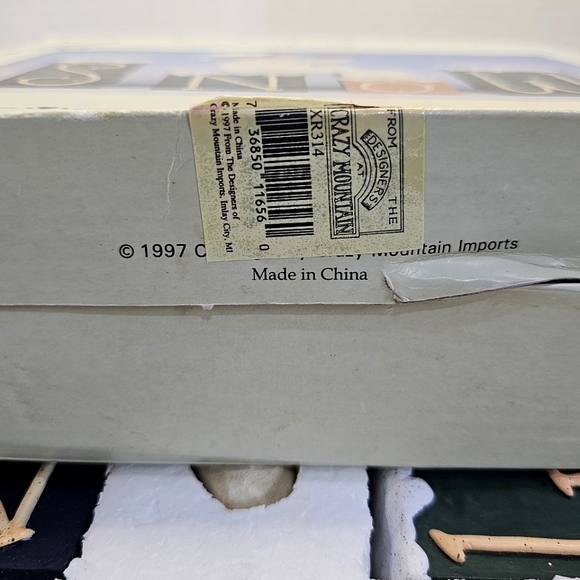 SNOW
FROM THE
DESIGNERS
AT
CRAZY MOUNTAIN
XR314
7 36850 11656 0
Made in China
© 1997 From The Designers of
Crazy Mountain Imports, Imlay City, MI
© 1997 C Mountain Imports
Made in China